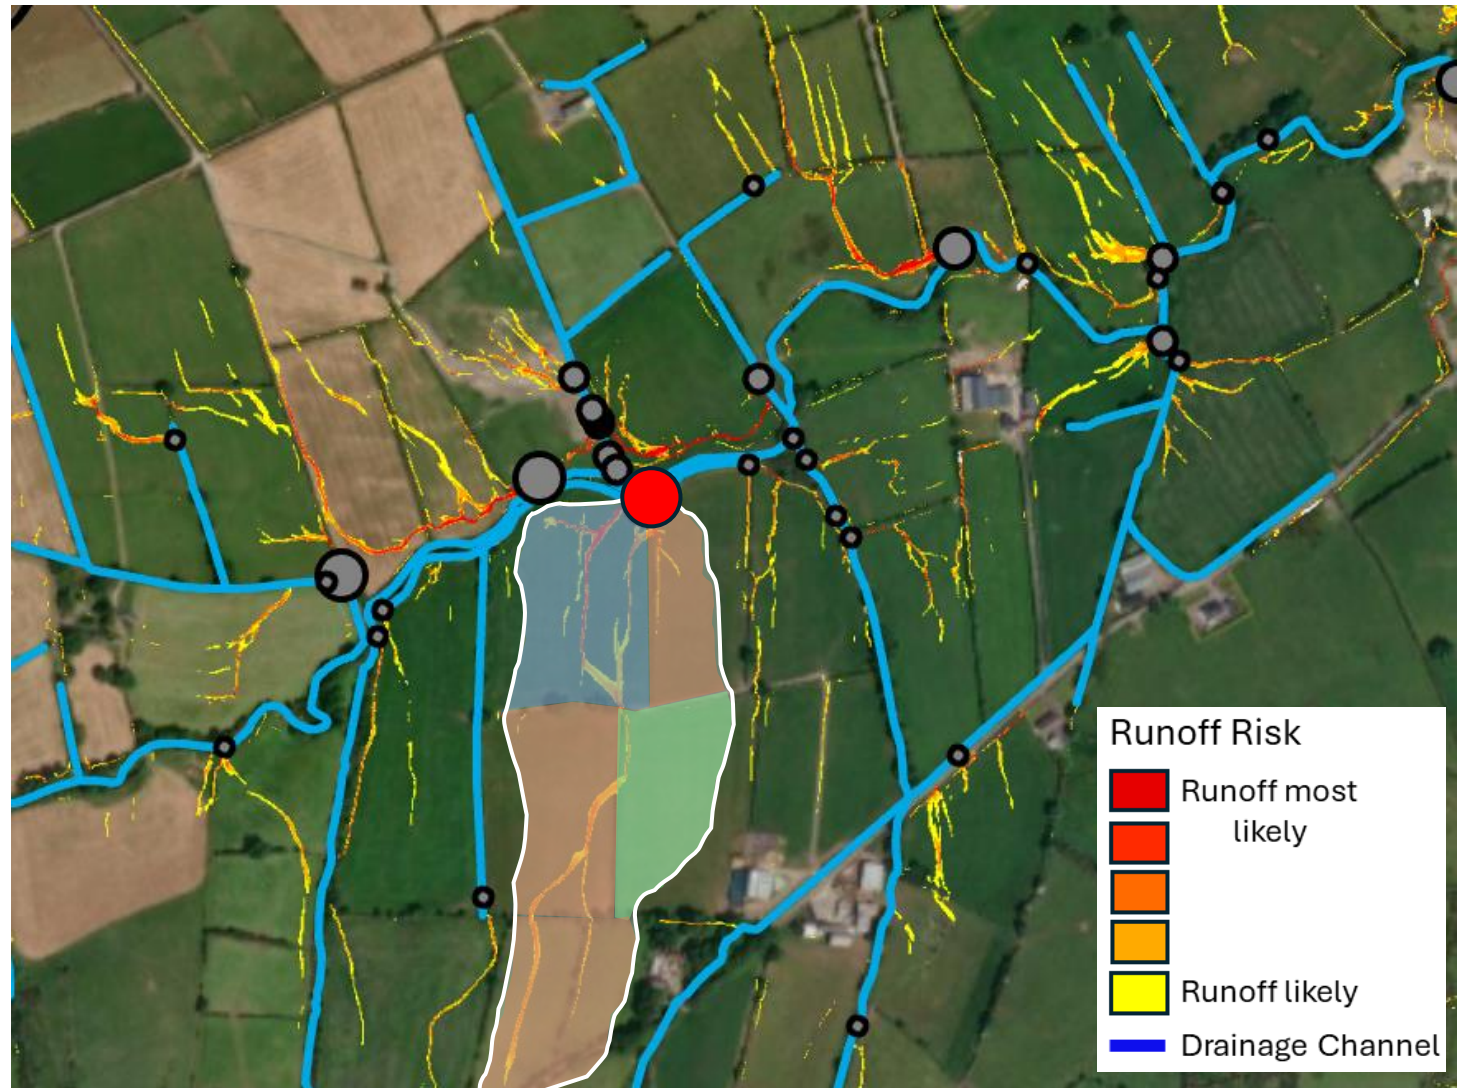 Runoff Risk
Runoff most
likely
Runoff likely
Drainage Channel